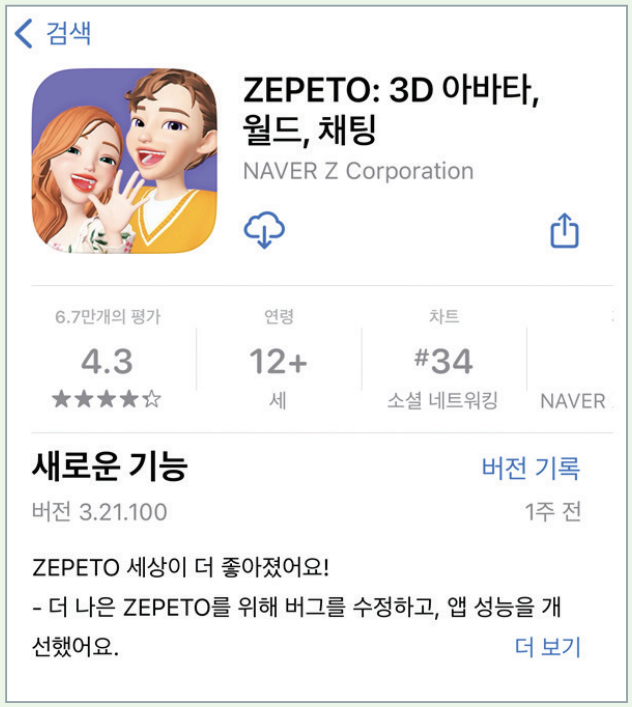 검색
ZEPETO: 3D 아바타,
월드, 채팅
NAVER Z Corporation
6.7만개의 평가
연령
차트
4.3
12+
#34
★★★★☆
세
소셜 네트워킹
NAVER
새로운 기능
버전 기록
버전 3.21.100
1주 전
ZEPETO 세상이 더 좋아졌어요!
- 더 나은 ZEPETO를 위해 버그를 수정하고, 앱 성능을 개
선했어요.
더 보기